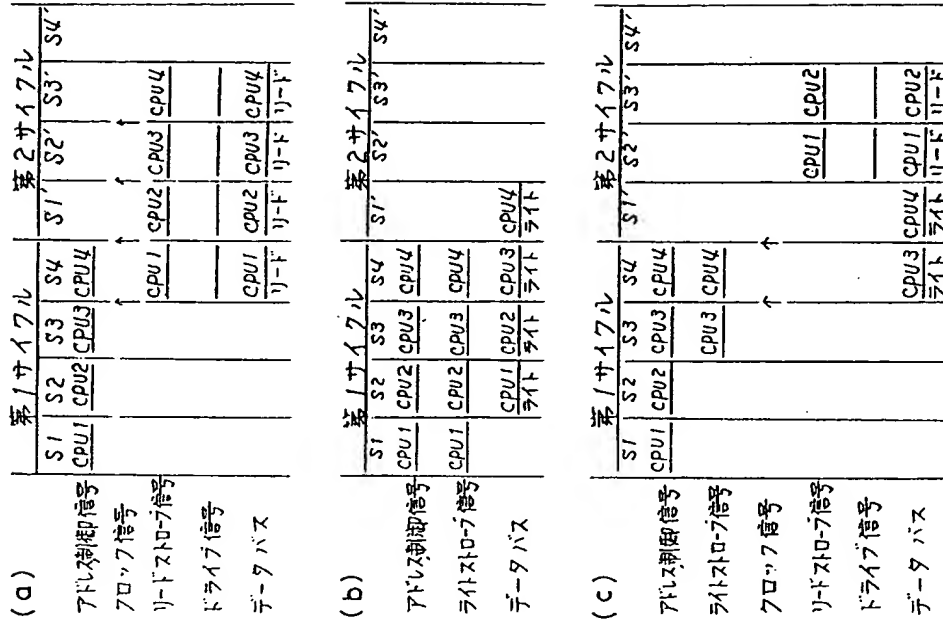 (a)
第1サイクル 第2サイクル
S1 S2 S3 S4 S1' S2' S3' S4'
アドレス制御信号 CPU1 CPU2 CPU3 CPU4
クロック信号 ↑ ↑ ↑ ↑
リードストローブ信号 CPU1 CPU2 CPU3 CPU4
ドライブ信号
データバス CPU1 CPU2 CPU3 CPU4
リード リード リード リード
(b)
第1サイクル 第2サイクル
S1 S2 S3 S4 S1' S2' S3' S4'
アドレス制御信号 CPU1 CPU2 CPU3 CPU4
ライトストローブ信号 CPU1 CPU2 CPU3 CPU4
データバス CPU1 CPU2 CPU3 CPU4
ライト ライト ライト ライト
(c)
第1サイクル 第2サイクル
S1 S2 S3 S4 S1' S2' S3' S4'
アドレス制御信号 CPU1 CPU2 CPU3 CPU4
ライトストローブ信号 CPU3 CPU4
クロック信号 ↑ ↑
リードストローブ信号 CPU1 CPU2
ドライブ信号
データバス CPU3 CPU4 CPU1 CPU2
ライト ライト リード リード